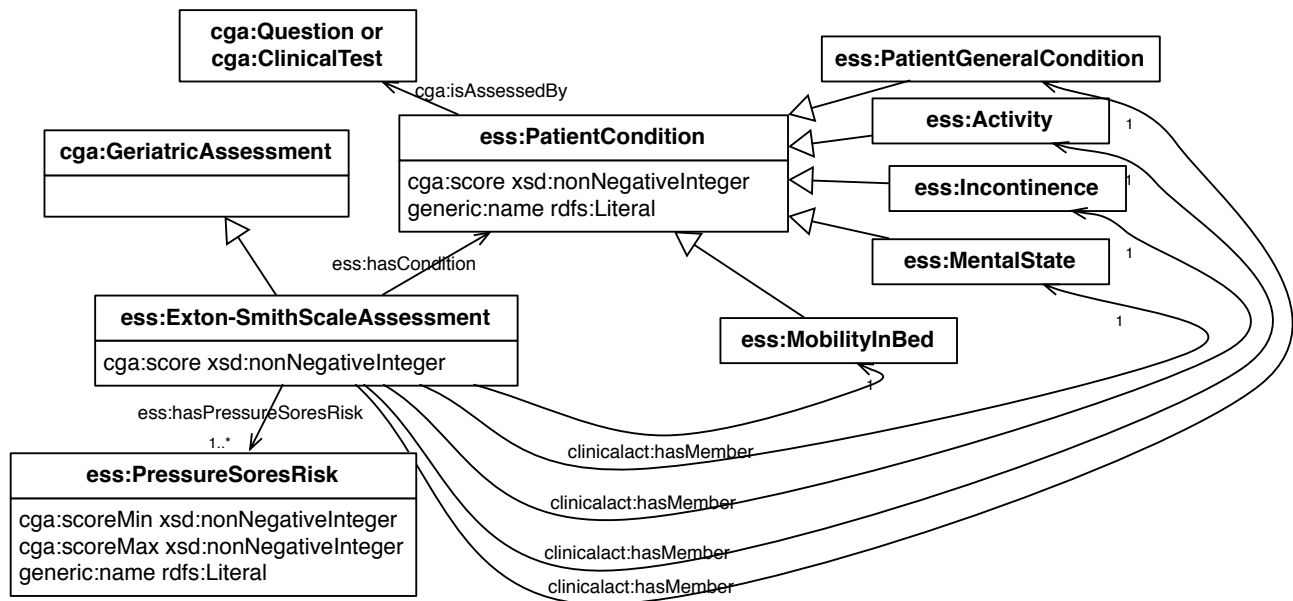 cga:Question or
cga:ClinicalTest
ess:PatientGeneralCondition
cga:isAssessedBy
ess:Activity
1
ess:PatientCondition
cga:GeriatricAssessment
cga:score xsd:nonNegativeInteger
generic:name rdfs:Literal
ess:Incontinence
1
ess:hasCondition
ess:MentalState
1
ess:Exton-SmithScaleAssessment
cga:score xsd:nonNegativeInteger
ess:MobilityInBed
1
1
ess:hasPressureSoresRisk
1..*
clinicalact:hasMember
ess:PressureSoresRisk
clinicalact:hasMember
cga:scoreMin xsd:nonNegativeInteger
cga:scoreMax xsd:nonNegativeInteger
generic:name rdfs:Literal
clinicalact:hasMember
clinicalact:hasMember